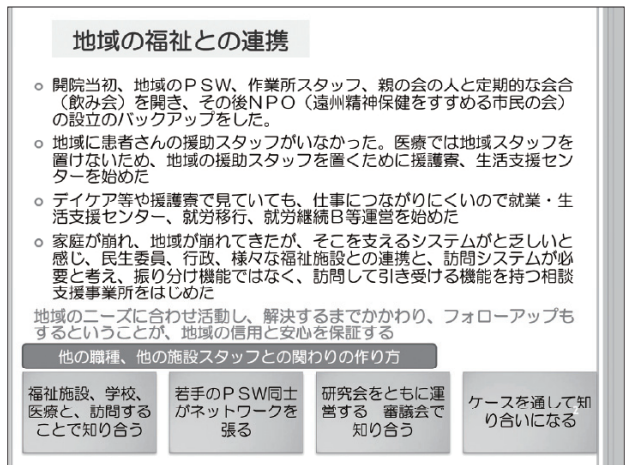 地域の福祉との連携
○ 開院当初、地域のＰＳＷ、作業所スタッフ、親の会の人と定期的な会合
（飲み会）を開き、その後ＮＰＯ（遠州精神保健をすすめる市民の会）
の設立のバックアップをした。
○ 地域に患者さんの援助スタッフがいなかった。医療では地域スタッフを
置けないため、地域の援助スタッフを置くために援護寮、生活支援セン
ターを始めた
○ デイケア等や援護寮で見ていても、仕事につながりにくいので就業・生
活支援センター、就労移行、就労継続Ｂ等運営を始めた
○ 家庭が崩れ、地域が崩れてきたが、そこを支えるシステムがと乏しいと
感じ、民生委員、行政、様々な福祉施設との連携と、訪問システムが必
要と考え、振り分け機能ではなく、訪問して引き受ける機能を持つ相談
支援事業所をはじめた
地域のニーズに合わせ活動し、解決するまでかかわり、フォローアップも
するということが、地域の信用と安心を保証する
他の職種、他の施設スタッフとの関わりの作り方
福祉施設、学校、
医療と、訪問する
ことで知り合う
若手のＰＳＷ同士
がネットワークを
張る
研究会をともに運
営する　審議会で
知り合う
ケースを通して知
り合いになる
2